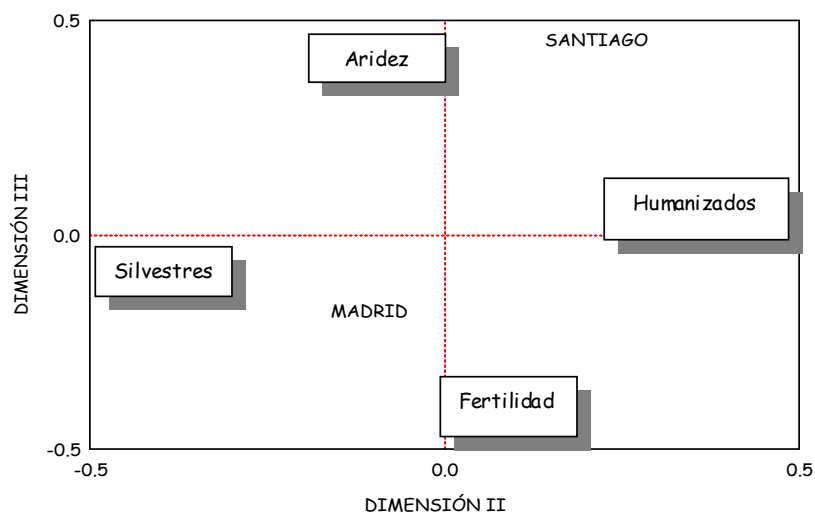 0.5
SANTIAGO
Aridez
Humanizados
DIMENSIÓN III
0.0
Silvestres
MADRID
Fertilidad
-0.5
-0.5
0.0
0.5
DIMENSIÓN II